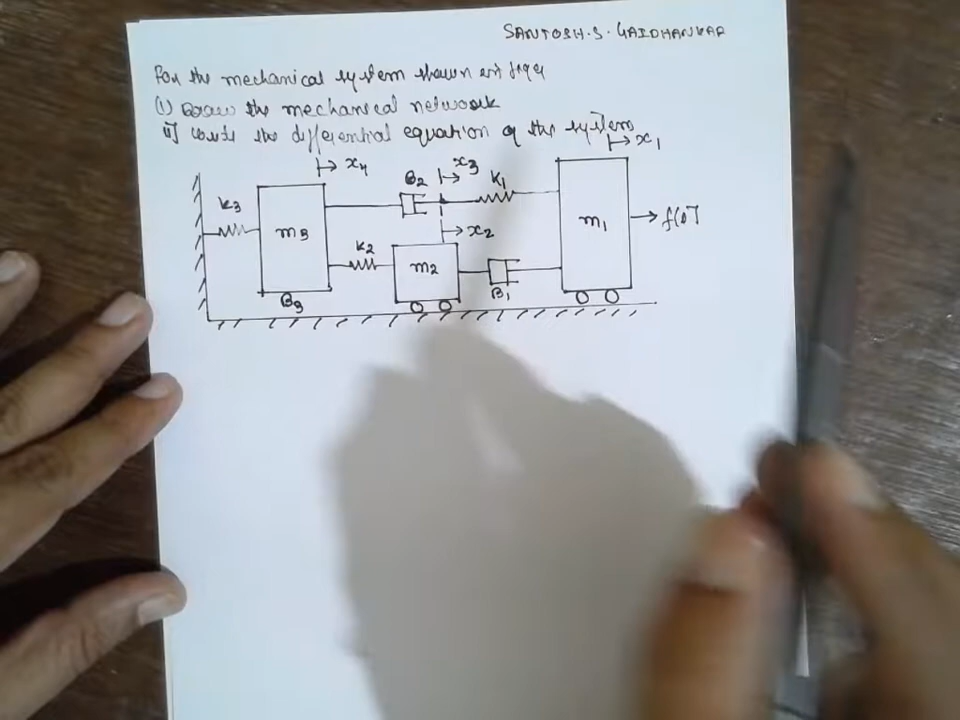 SANTOSH.S. GAIDHANKAR
For the mechanical system shown in fig
(i) Draw the mechanical network
ii] write the differential equation of the system
x4 x3 x1
B2 K1
k3
m3 x2 m1 f(t)
k2
m2
B3 B1